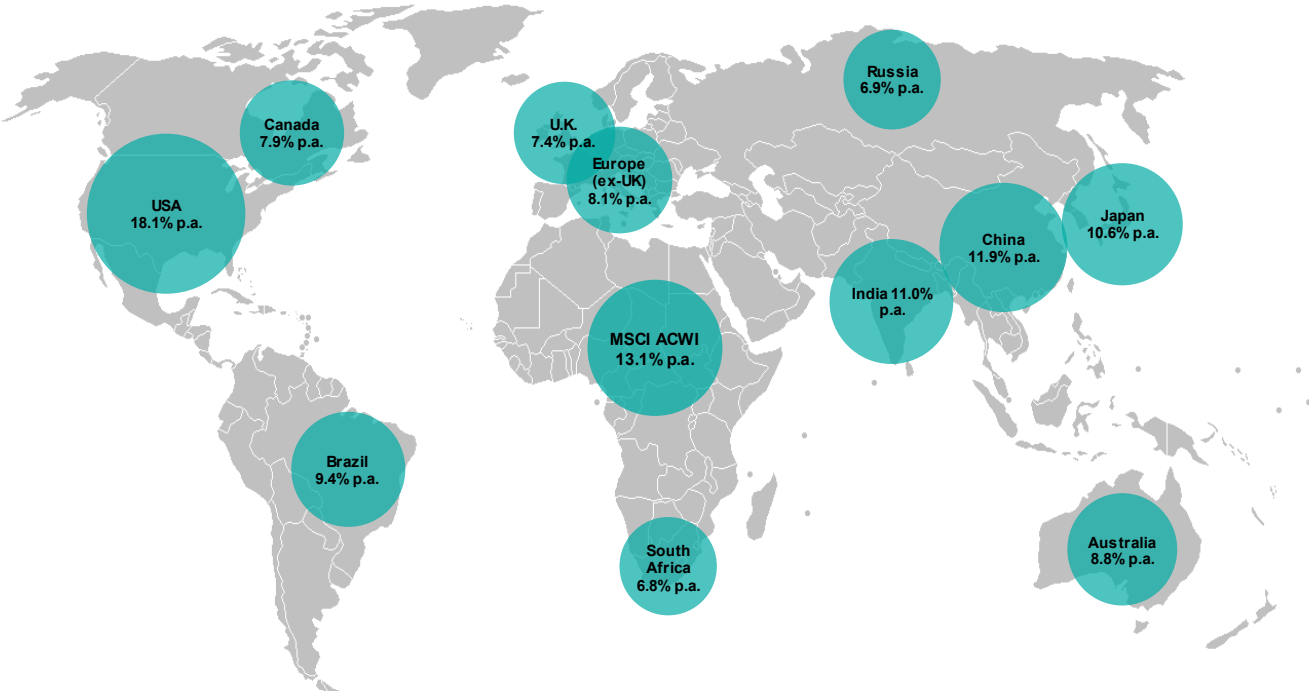 Russia
6.9% p.a.
Canada
7.9% p.a.
U.K.
7.4% p.a.
Europe
(ex-UK)
8.1% p.a.
USA
18.1% p.a.
Japan
10.6% p.a.
China
11.9% p.a.
India 11.0%
p.a.
MSCI ACWI
13.1% p.a.
Brazil
9.4% p.a.
South
Africa
6.8% p.a.
Australia
8.8% p.a.